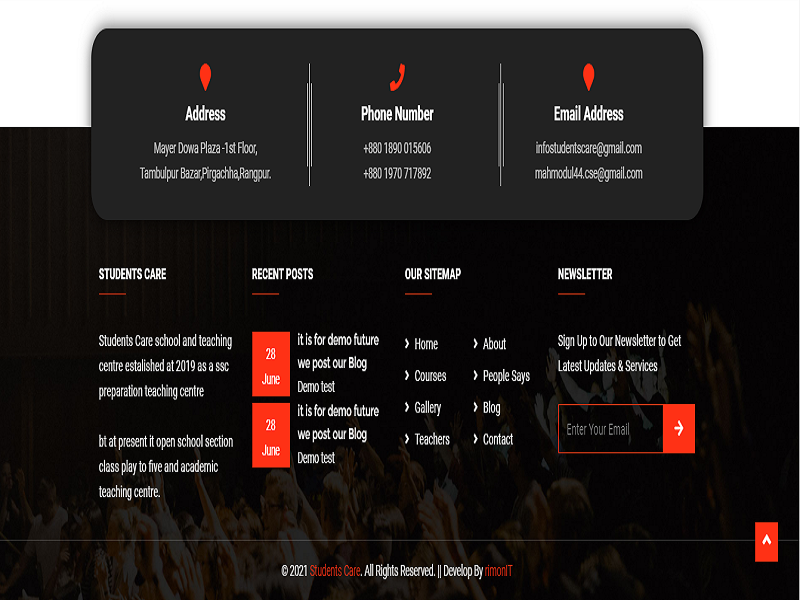 Address
Mayer Dowa Plaza -1st Floor,
Tambulpur Bazar,Pirgachha,Rangpur.
Phone Number
+880 1890 015606
+880 1970 717892
Email Address
infostudentscare@gmail.com
mahmodul44.cse@gmail.com
STUDENTS CARE
Students Care school and teaching
centre estalished at 2019 as a ssc
preparation teaching centre
bt at present it open school section
class play to five and academic
teaching centre.
RECENT POSTS
28
June
it is for demo future
we post our Blog
Demo test
28
June
it is for demo future
we post our Blog
Demo test
OUR SITEMAP
Home
Courses
Gallery
Teachers
About
People Says
Blog
Contact
NEWSLETTER
Sign Up to Our Newsletter to Get
Latest Updates & Services
Enter Your Email
© 2021 Students Care. All Rights Reserved. || Develop By rimonIT